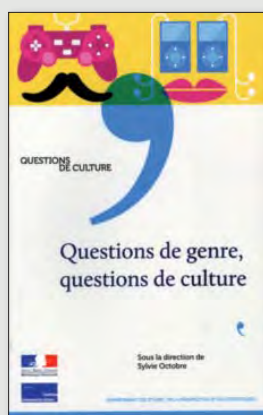 QUESTIONS
DE CULTURE
Questions de genre,
questions de culture
Sous la direction de
Sylvie Octobre